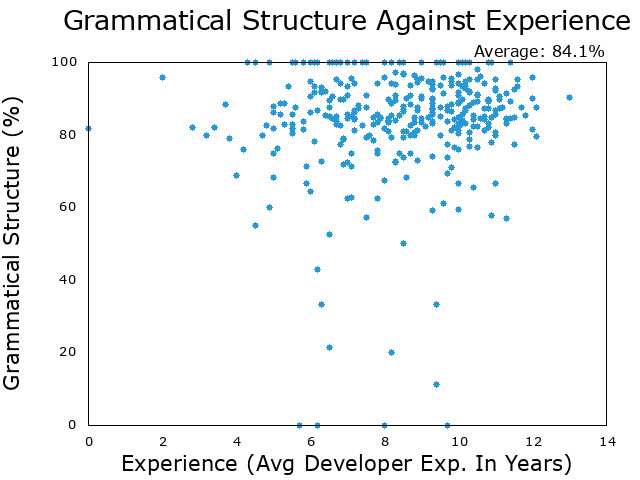 Grammatical Structure Against Experience
Average: 84.1%
Grammatical Structure (%)
100
80
60
40
20
0
0 2 4 6 8 10 12 14
Experience (Avg Developer Exp. In Years)